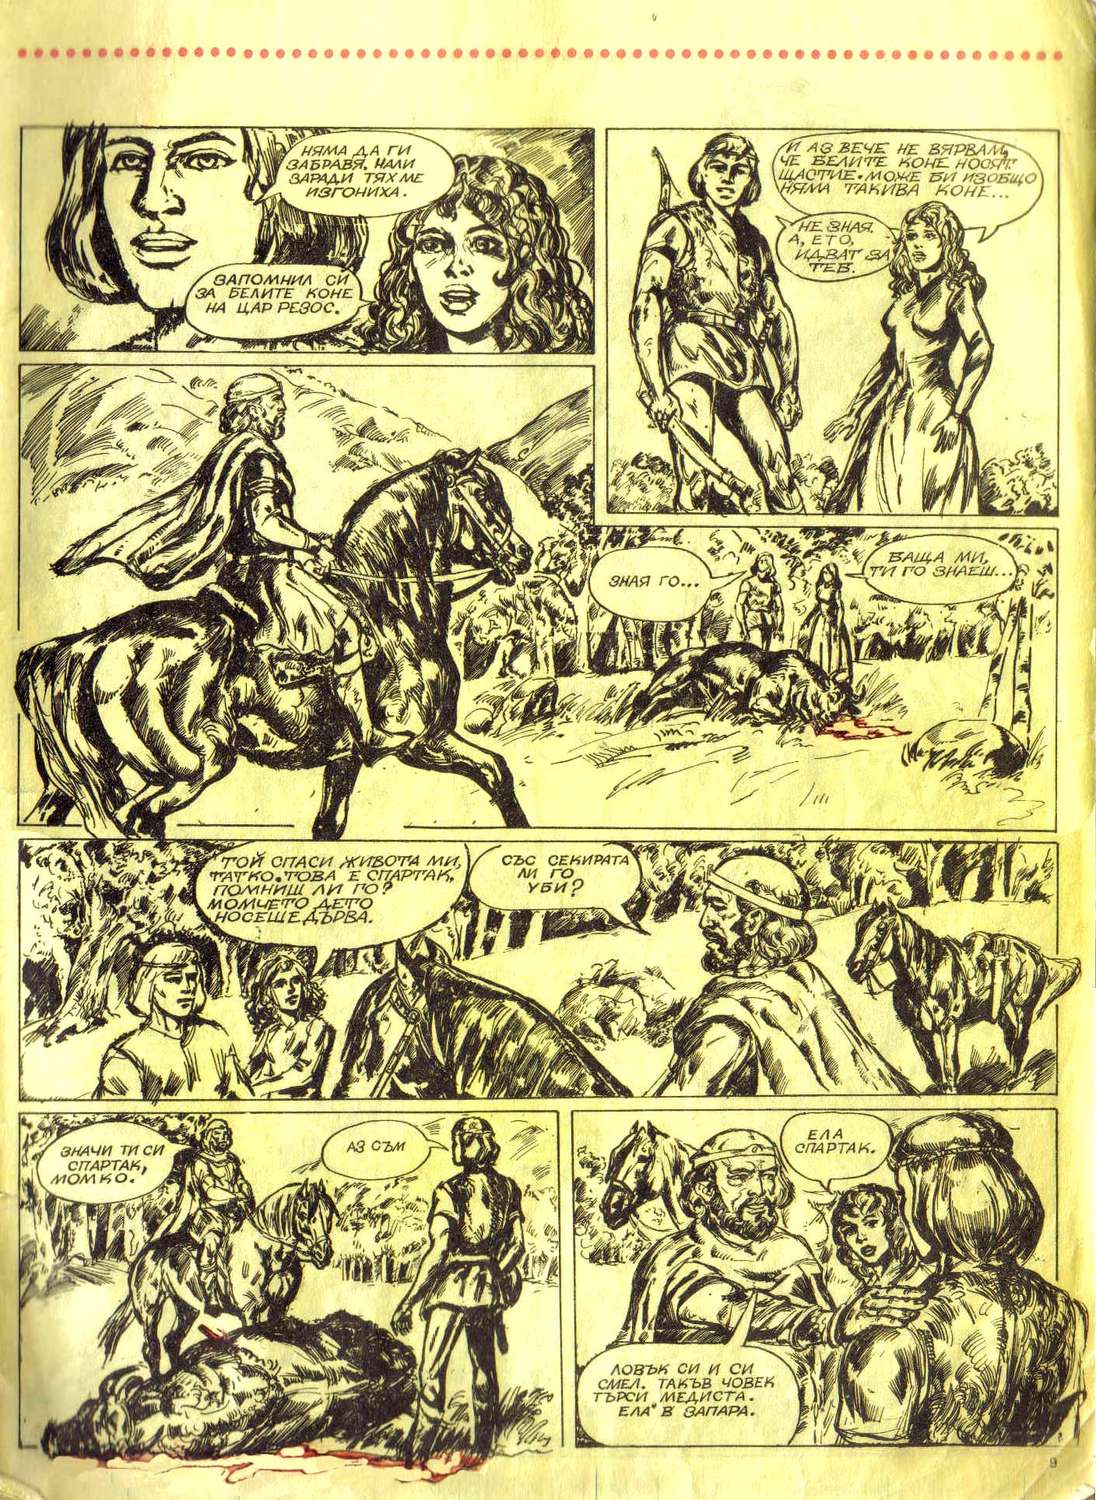 ЗАПОМНИЛ СИ
ЗА БЕЛИТЕ КОНЕ
НА ЦАР РЕЗОС.
НЯМА ДА ГИ
ЗАБРАВЯ. НАЛИ
ЗАРАДИ ТЯХ МЕ
ИЗГОНИХА.
И АЗ ВЕЧЕ НЕ ВЯРВАМ,
ЧЕ БЕЛИТЕ КОНЕ НОСЯТ
ЩАСТИЕ. МОЖЕ БИ ИЗОБЩО
НЯМА ТАКИВА КОНЕ...
НЕ ЗНАЯ.
А, ЕТО,
ИДВАТ ЗА
ТЕБ.
ЗНАЯ ГО...
БАЩА МИ,
ТИ ГО ЗНАЕШ...
ТОЙ СПАСИ ЖИВОТА МИ,
ТАТКО. ТОВА Е СПАРТАК,
ПОМНИШ ЛИ ГО?
МОМЧЕТО ДЕТО
НОСЕШЕ ДЪРВА.
СЪС СЕКИРАТА
ЛИ ГО
УБИ?
ЗНАЧИ ТИ СИ
СПАРТАК,
МОМКО.
АЗ СЪМ
ЕЛА
СПАРТАК.
ЛОВЪК СИ И СИ
СМЕЛ. ТАКЪВ ЧОВЕК
ТЪРСИ МЕДИСТА.
ЕЛА В ЗАПАРА.
9